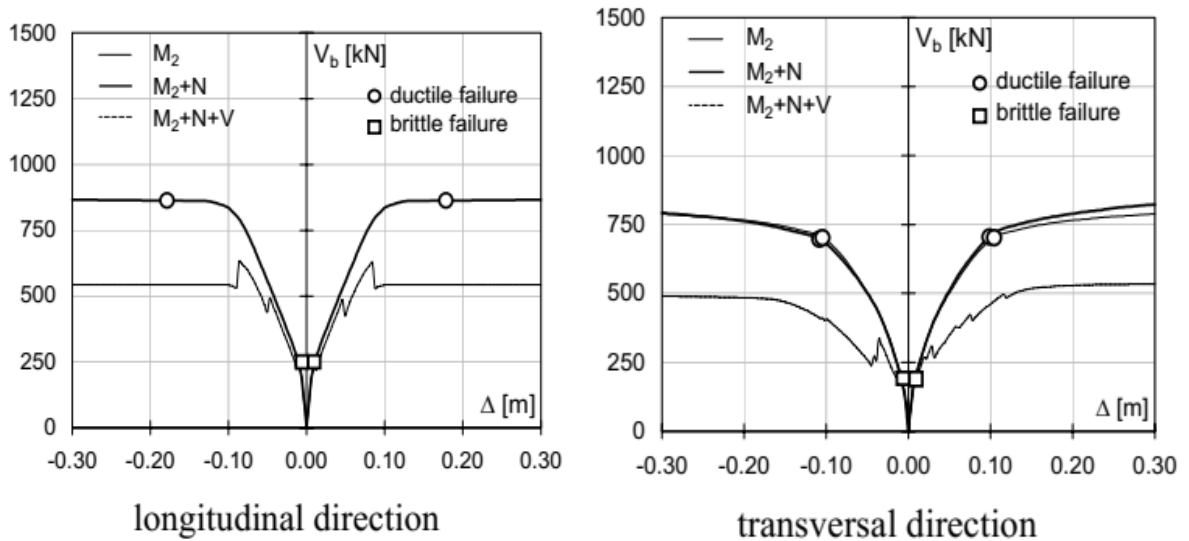 1500
1250
1000
750
500
250
0
M₂
M₂+N
M₂+N+V
V_b [kN]
ductile failure
brittle failure
Δ [m]
-0.30 -0.20 -0.10 0.00 0.10 0.20 0.30
longitudinal direction
1500
1250
1000
750
500
250
0
M₂
M₂+N
M₂+N+V
V_b [kN]
ductile failure
brittle failure
Δ [m]
-0.30 -0.20 -0.10 0.00 0.10 0.20 0.30
transversal direction